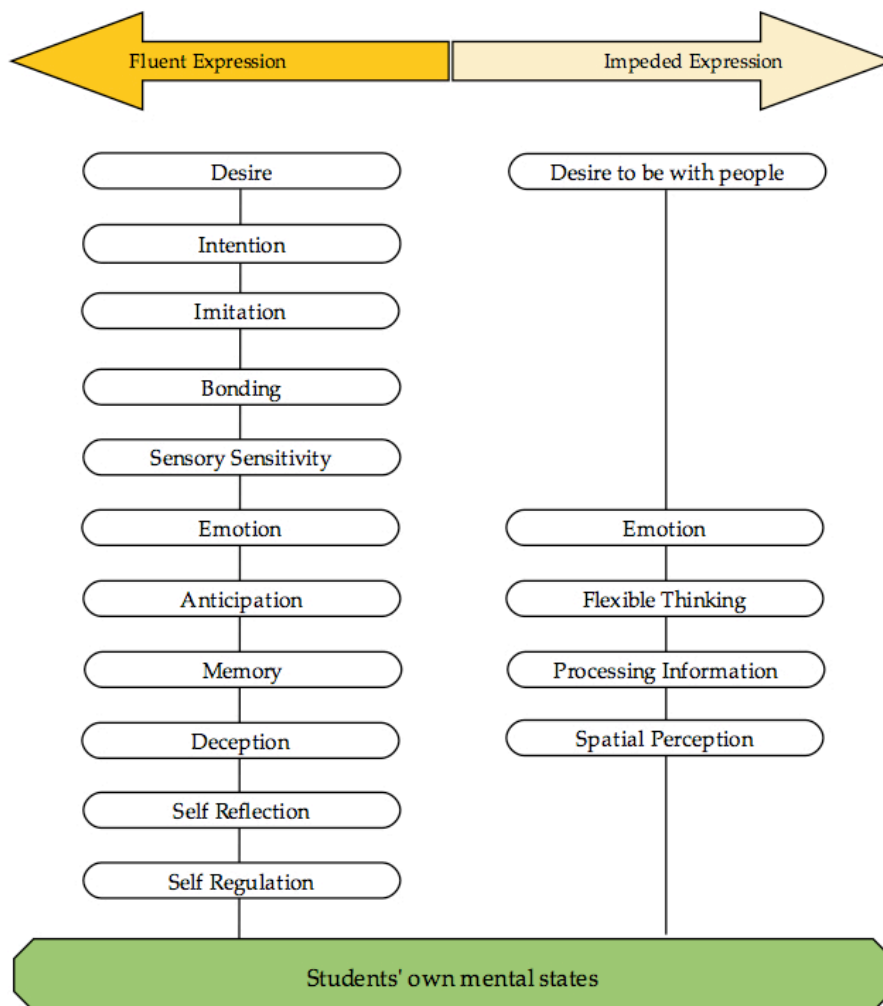 Fluent Expression
Impeded Expression
Desire
Desire to be with people
Intention
Imitation
Bonding
Sensory Sensitivity
Emotion
Emotion
Anticipation
Flexible Thinking
Memory
Processing Information
Deception
Spatial Perception
Self Reflection
Self Regulation
Students' own mental states